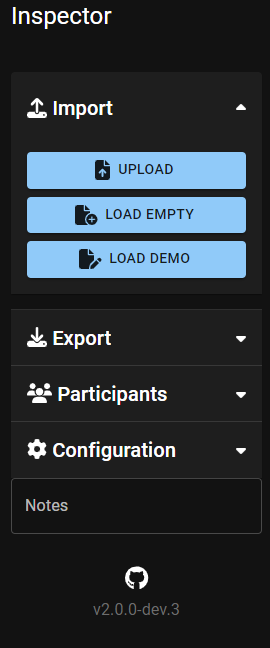 Inspector
Import
UPLOAD
LOAD EMPTY
LOAD DEMO
Export
Participants
Configuration
Notes
v2.0.0-dev.3